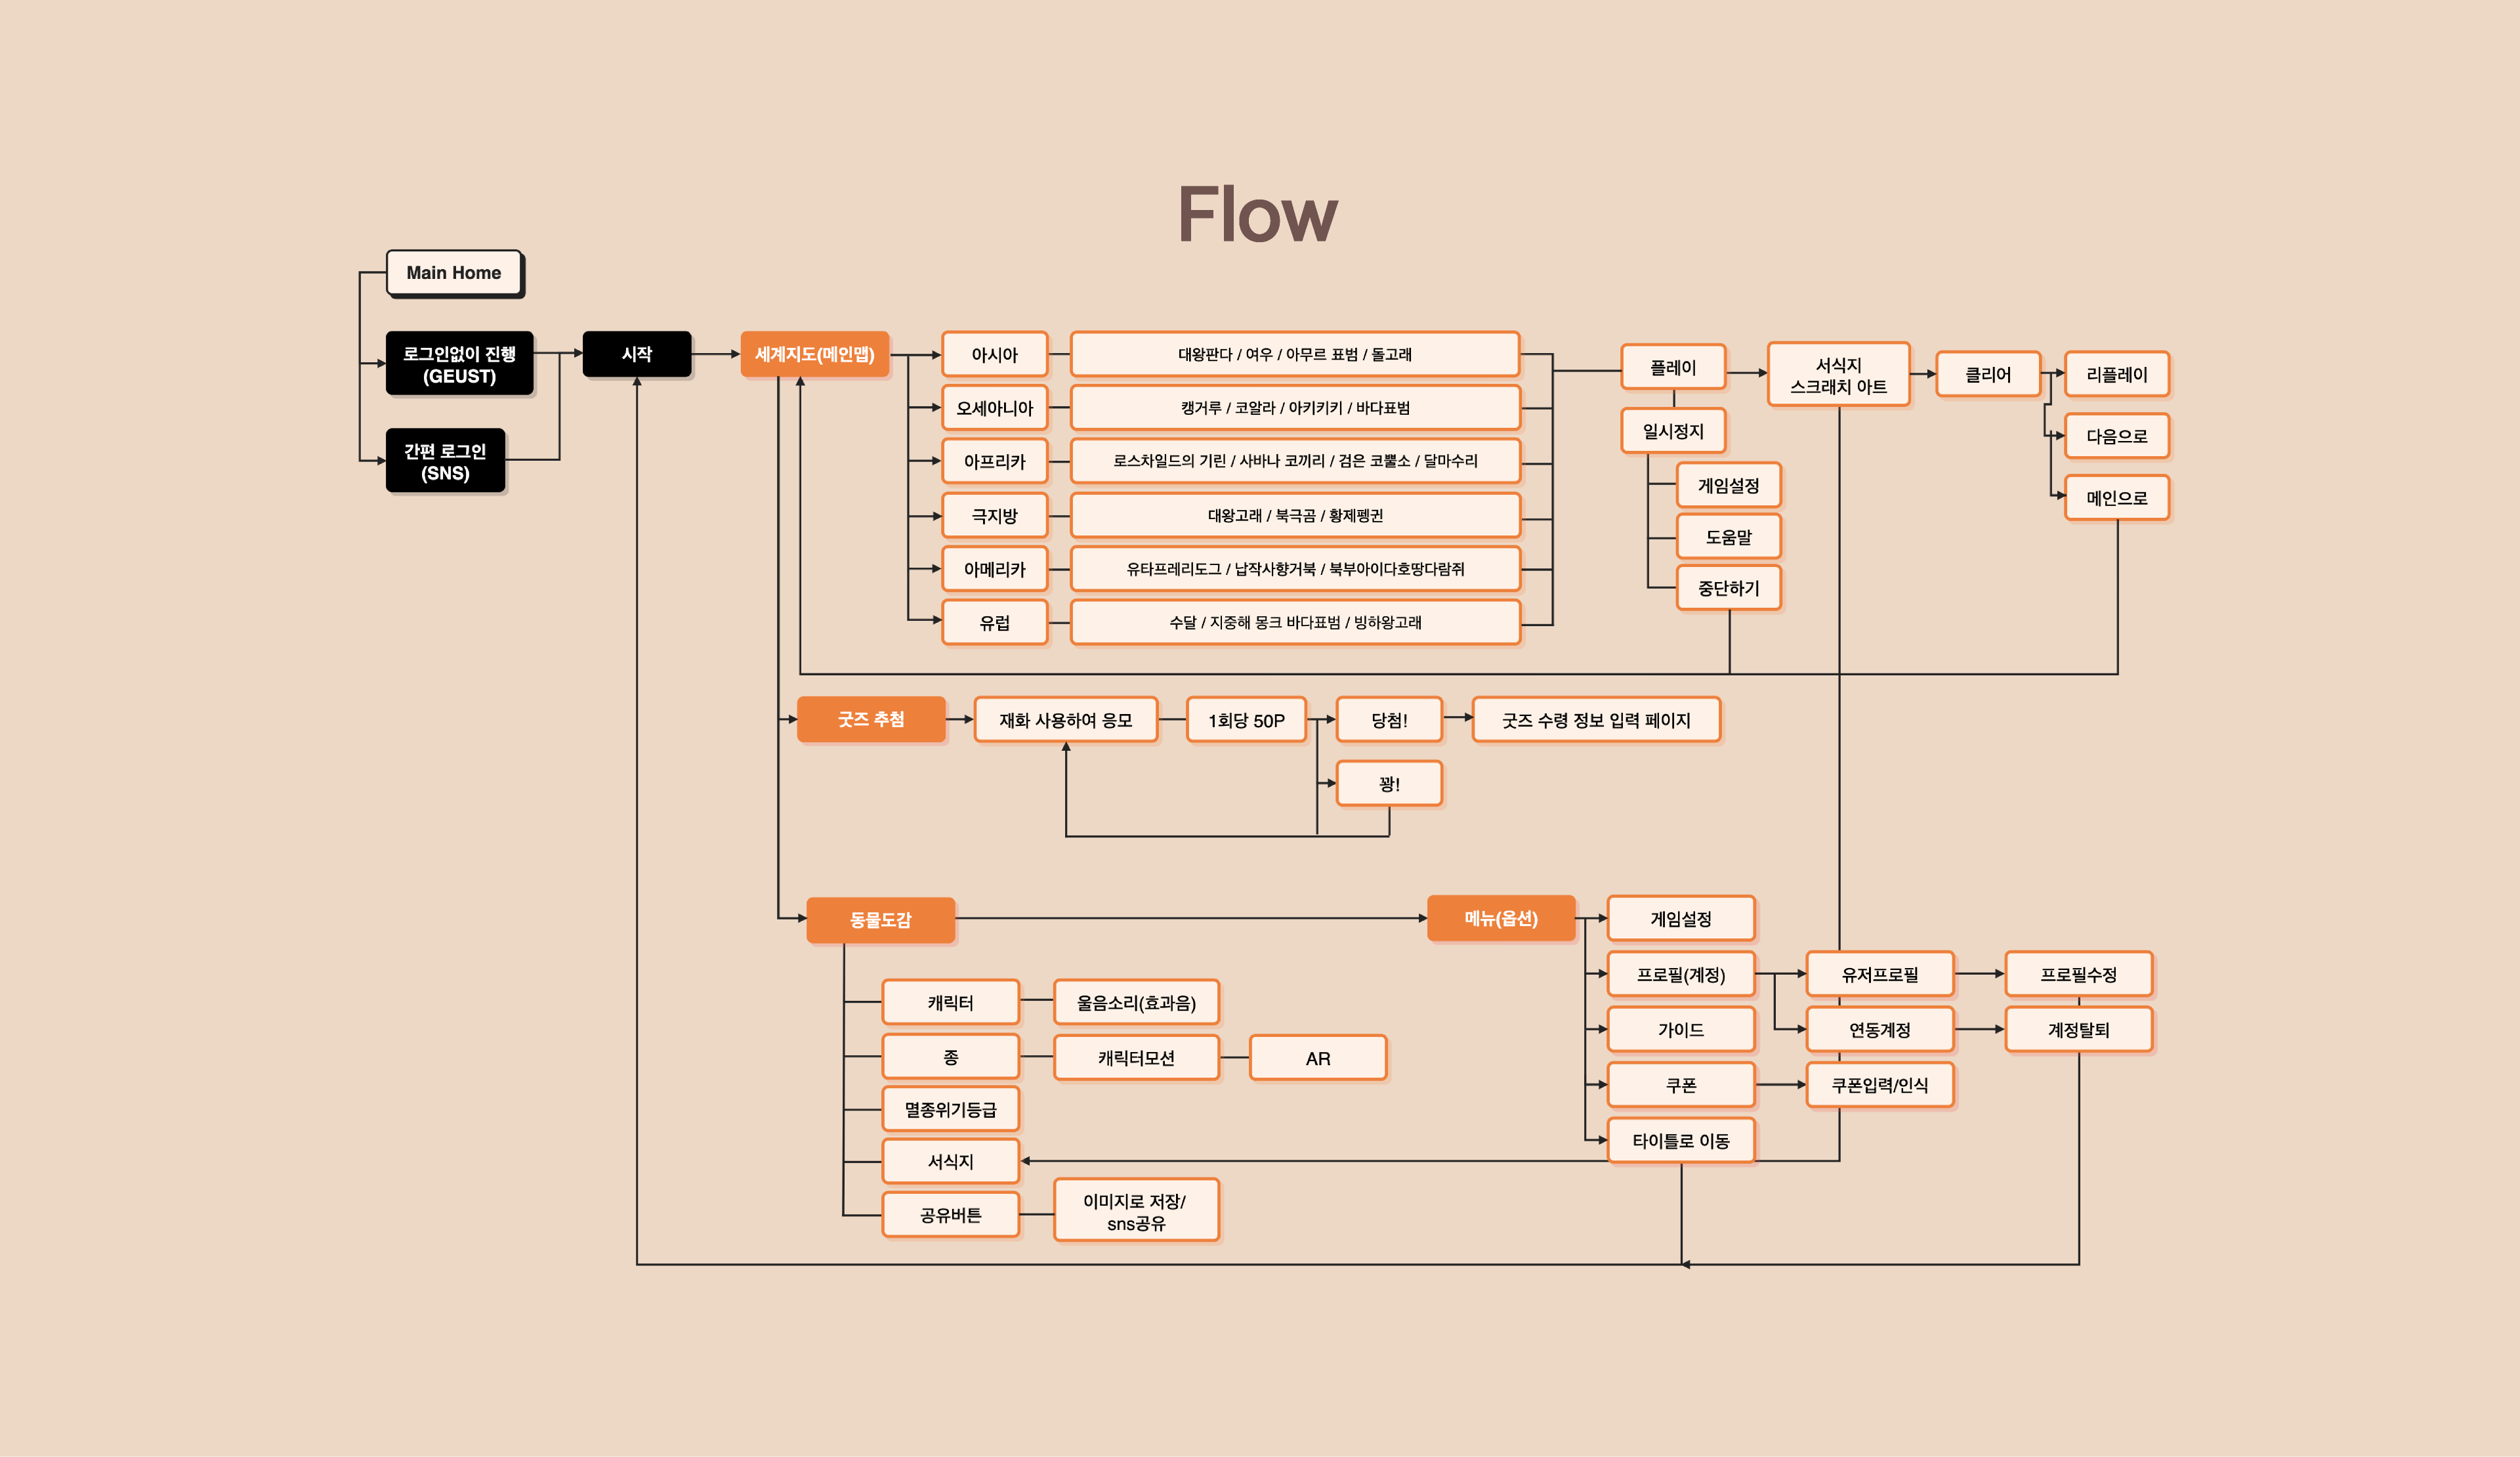 Flow
Main Home
로그인없이 진행
(GEUST)
간편 로그인
(SNS)
시작
세계지도(메인맵)
아시아
대왕판다 / 여우 / 아무르 표범 / 돌고래
오세아니아
캥거루 / 코알라 / 아키키키 / 바다표범
아프리카
로스차일드의 기린 / 사바나 코끼리 / 검은 코뿔소 / 달마수리
극지방
대왕고래 / 북극곰 / 황제펭귄
아메리카
유타프레리도그 / 납작사향거북 / 북부아이다호땅다람쥐
유럽
수달 / 지중해 몽크 바다표범 / 빙하왕고래
플레이
일시정지
게임설정
도움말
중단하기
서식지
스크래치 아트
클리어
리플레이
다음으로
메인으로
굿즈 추첨
재화 사용하여 응모
1회당 50P
당첨!
굿즈 수령 정보 입력 페이지
꽝!
동물도감
캐릭터
울음소리(효과음)
종
캐릭터모션
AR
멸종위기등급
서식지
공유버튼
이미지로 저장/
sns공유
메뉴(옵션)
게임설정
프로필(계정)
유저프로필
프로필수정
가이드
연동계정
계정탈퇴
쿠폰
쿠폰입력/인식
타이틀로 이동